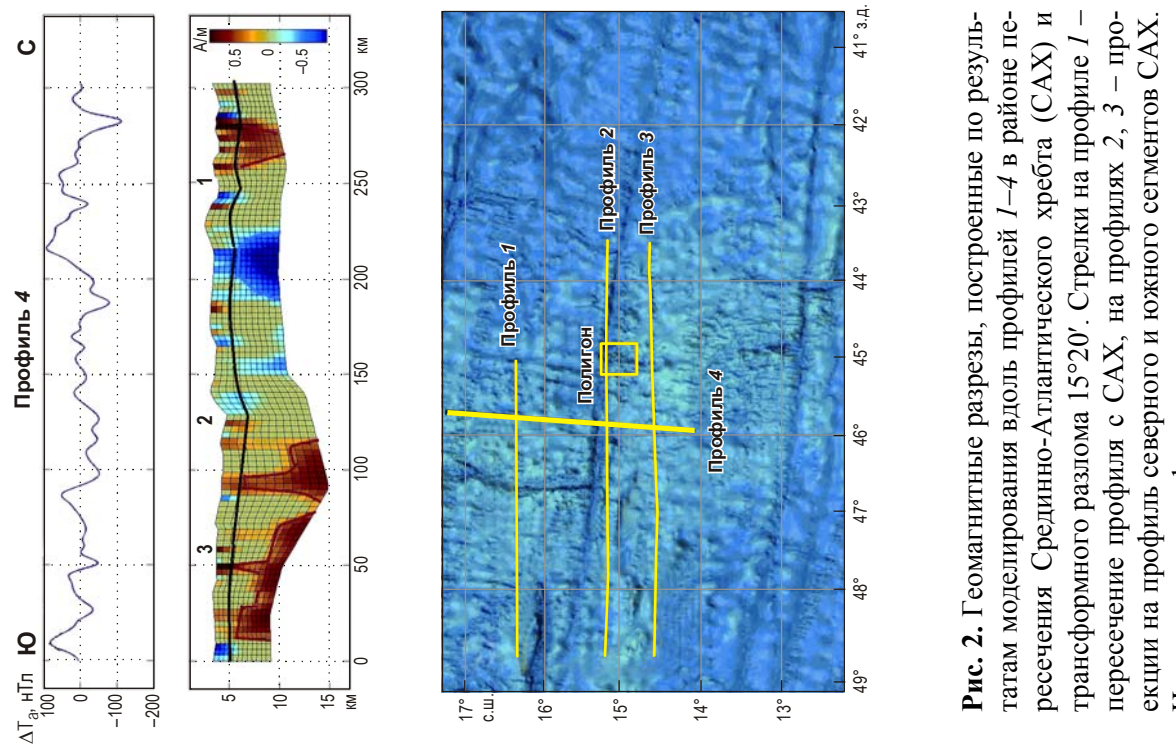 Ю
Профиль 4
С
ΔTₐ, нТл
100
0
−100
−200
3
2
1
А/м
0.5
0
−0.5
5
10
км
0
50
100
150
200
250
300
км
17°
с.ш.
16°
15°
14°
13°
49°
48°
47°
46°
45°
44°
43°
42°
41° з.д.
Профиль 1
Полигон
Профиль 2
Профиль 3
Профиль 4
Рис. 2. Геомагнитные разрезы, построенные по резуль-
татам моделирования вдоль профилей 1–4 в районе пе-
ресечения Срединно-Атлантического хребта (САХ) и
трансформного разлома 15°20′. Стрелки на профиле 1 –
пересечение профиля с САХ, на профилях 2, 3 – про-
екции на профиль северного и южного сегментов САХ.